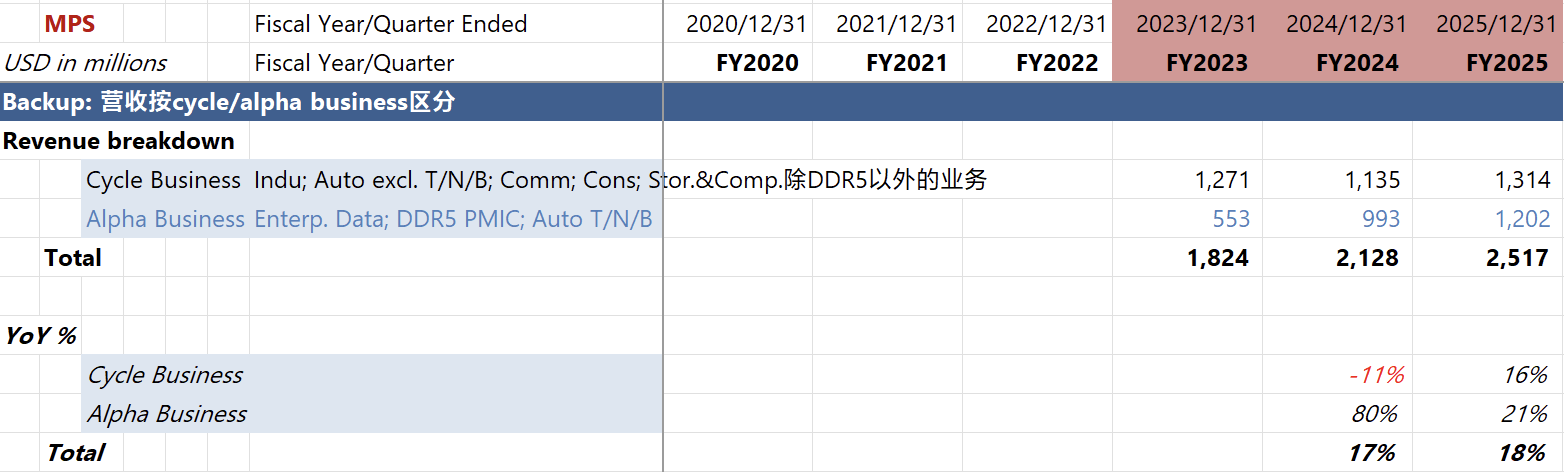 MPS Fiscal Year/Quarter Ended 2020/12/31 2021/12/31 2022/12/31 2023/12/31 2024/12/31 2025/12/31
USD in millions Fiscal Year/Quarter FY2020 FY2021 FY2022 FY2023 FY2024 FY2025
Backup: 营收按cycle/alpha business区分
Revenue breakdown
Cycle Business Indu; Auto excl. T/N/B; Comm; Cons; Stor.&Comp.除DDR5以外的业务 1,271 1,135 1,314
Alpha Business Enterp. Data; DDR5 PMIC; Auto T/N/B 553 993 1,202
Total 1,824 2,128 2,517
YoY %
Cycle Business -11% 16%
Alpha Business 80% 21%
Total 17% 18%